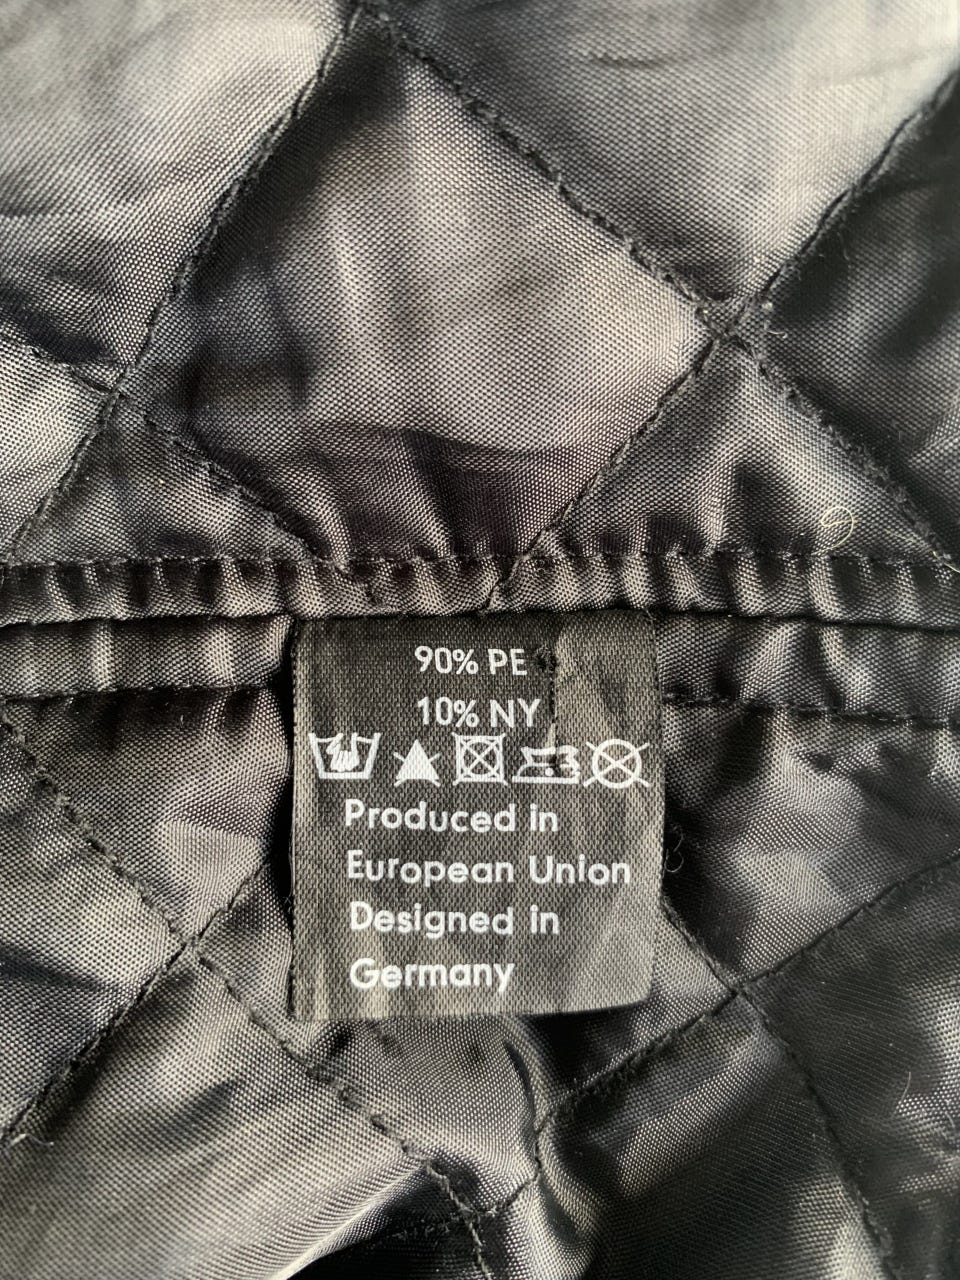 90% PE
10% NY
Produced in
European Union
Designed in
Germany